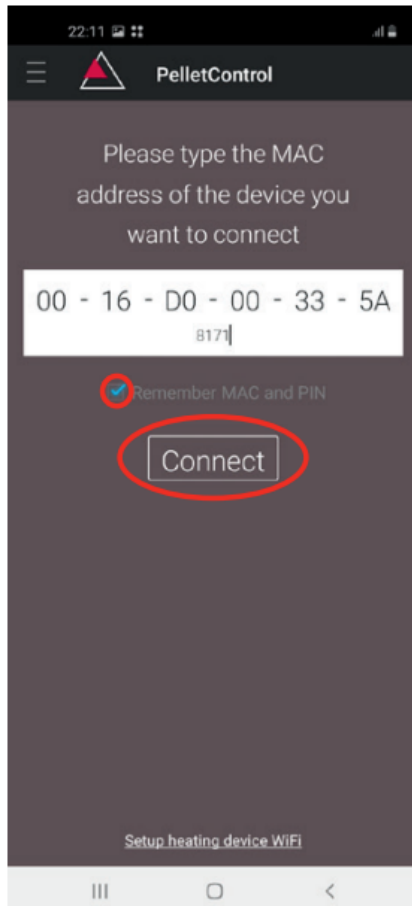 22:11
PelletControl
Please type the MAC
address of the device you
want to connect
00 - 16 - D0 - 00 - 33 - 5A
8171
Remember MAC and PIN
Connect
Setup heating device WiFi